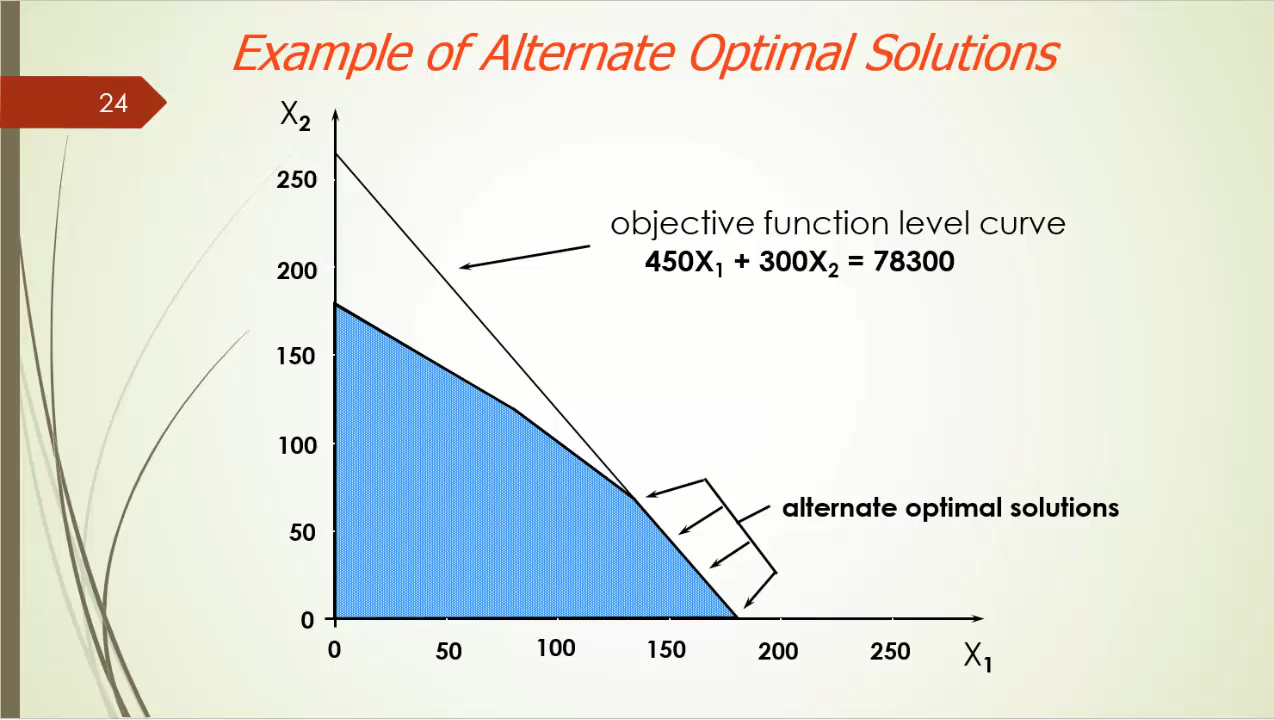 Example of Alternate Optimal Solutions
24
X₂
250
200
150
100
50
0
objective function level curve
450X₁ + 300X₂ = 78300
alternate optimal solutions
0 50 100 150 200 250
X₁